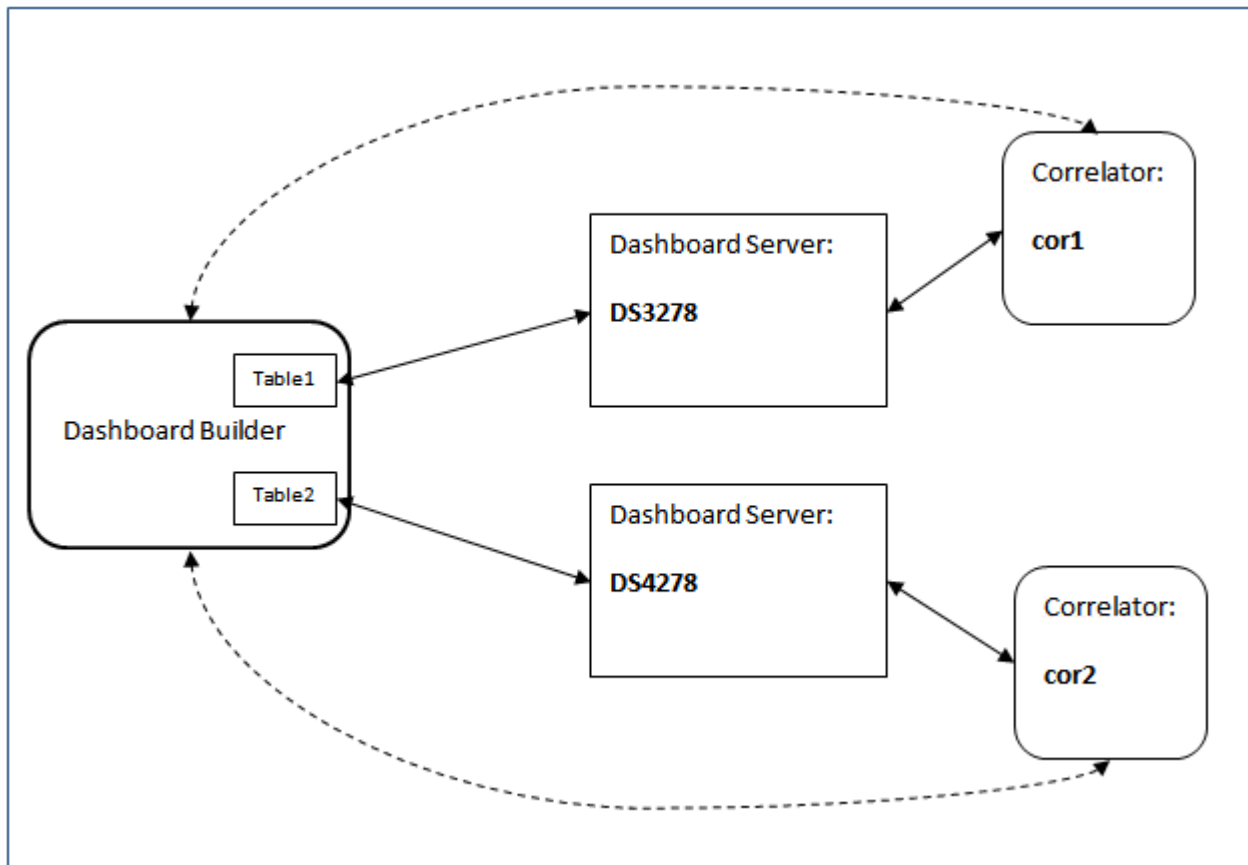 Correlator:
cor1
Dashboard Server:
DS3278
Table1
Dashboard Builder
Table2
Dashboard Server:
DS4278
Correlator:
cor2